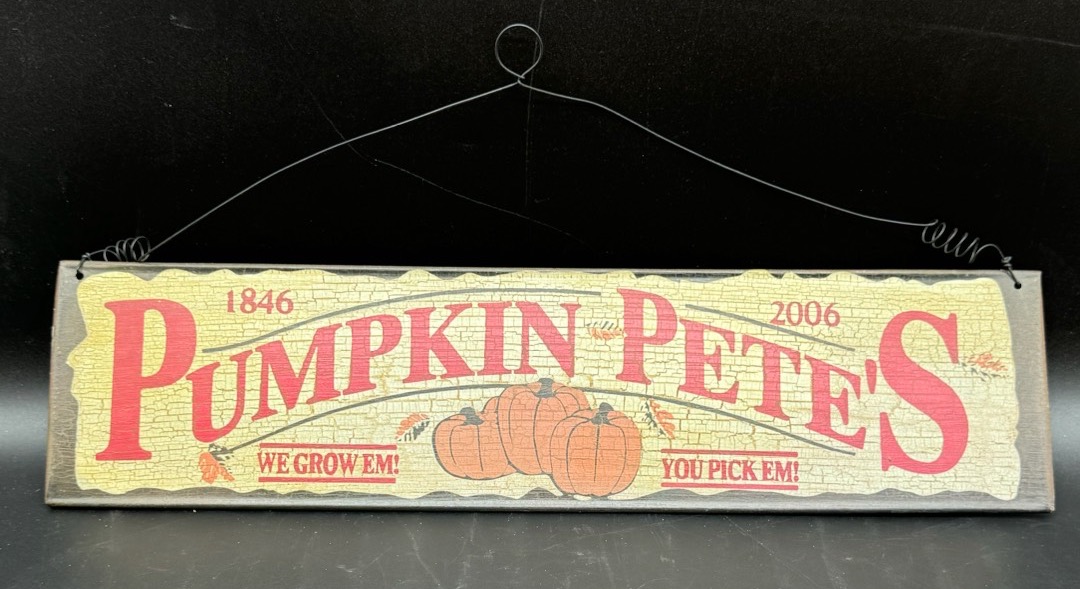 1846
2006
PUMPKIN PETE'S
WE GROW EM!
YOU PICK EM!